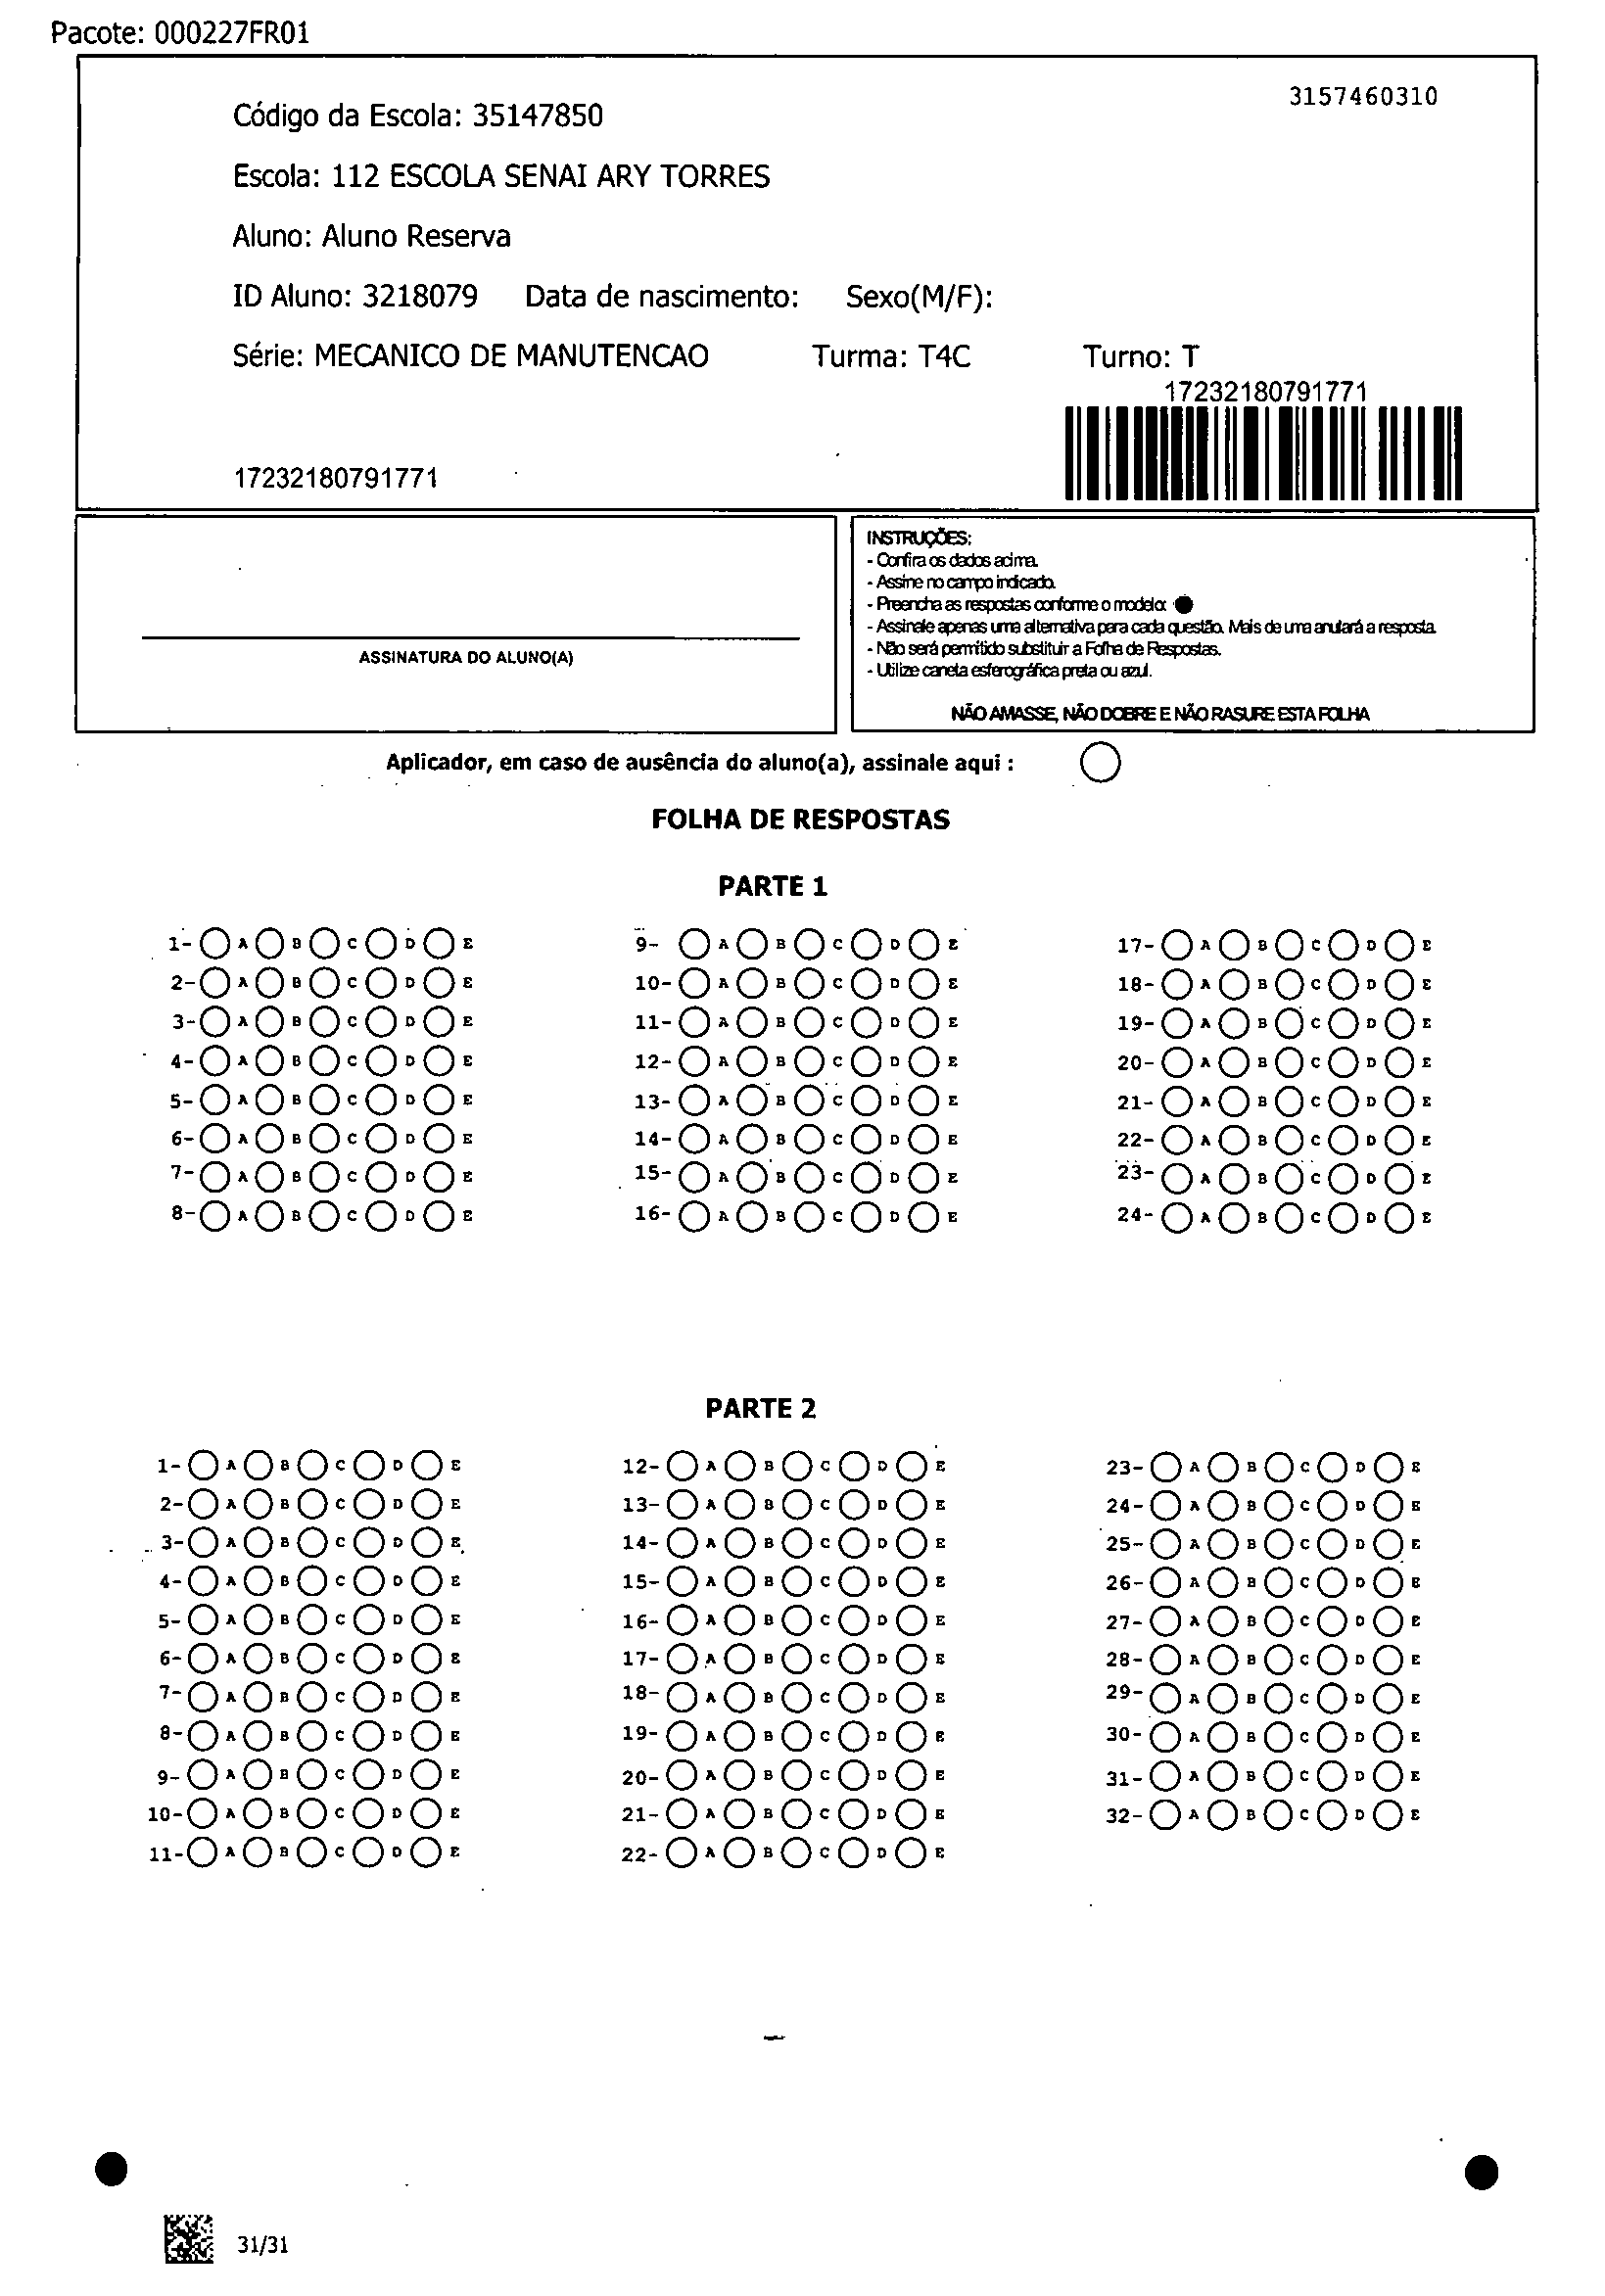 Pacote: 000227FR01
3157460310
Código da Escola: 35147850
Escola: 112 ESCOLA SENAI ARY TORRES
Aluno: Aluno Reserva
ID Aluno: 3218079 Data de nascimento: Sexo(M/F):
Série: MECANICO DE MANUTENCAO Turma: T4C Turno: T
17232180791771
17232180791771
ASSINATURA DO ALUNO(A)
INSTRUÇÕES:
- Confira os dados acima.
- Assine no campo indicado.
- Preencha as respostas conforme o modelo:
- Assinale apenas uma alternativa para cada questão. Mais de uma anulará a resposta.
- Não será permitido substituir a Folha de Respostas.
- Utilize caneta esferográfica preta ou azul.
NÃO AMASSE, NÃO DOBRE E NÃO RASURE ESTA FOLHA
Aplicador, em caso de ausência do aluno(a), assinale aqui :
FOLHA DE RESPOSTAS
PARTE 1
1- A B C D E 9- A B C D E 17- A B C D E
2- A B C D E 10- A B C D E 18- A B C D E
3- A B C D E 11- A B C D E 19- A B C D E
4- A B C D E 12- A B C D E 20- A B C D E
5- A B C D E 13- A B C D E 21- A B C D E
6- A B C D E 14- A B C D E 22- A B C D E
7- A B C D E 15- A B C D E 23- A B C D E
8- A B C D E 16- A B C D E 24- A B C D E
PARTE 2
1- A B C D E 12- A B C D E 23- A B C D E
2- A B C D E 13- A B C D E 24- A B C D E
3- A B C D E 14- A B C D E 25- A B C D E
4- A B C D E 15- A B C D E 26- A B C D E
5- A B C D E 16- A B C D E 27- A B C D E
6- A B C D E 17- A B C D E 28- A B C D E
7- A B C D E 18- A B C D E 29- A B C D E
8- A B C D E 19- A B C D E 30- A B C D E
9- A B C D E 20- A B C D E 31- A B C D E
10- A B C D E 21- A B C D E 32- A B C D E
11- A B C D E 22- A B C D E
31/31